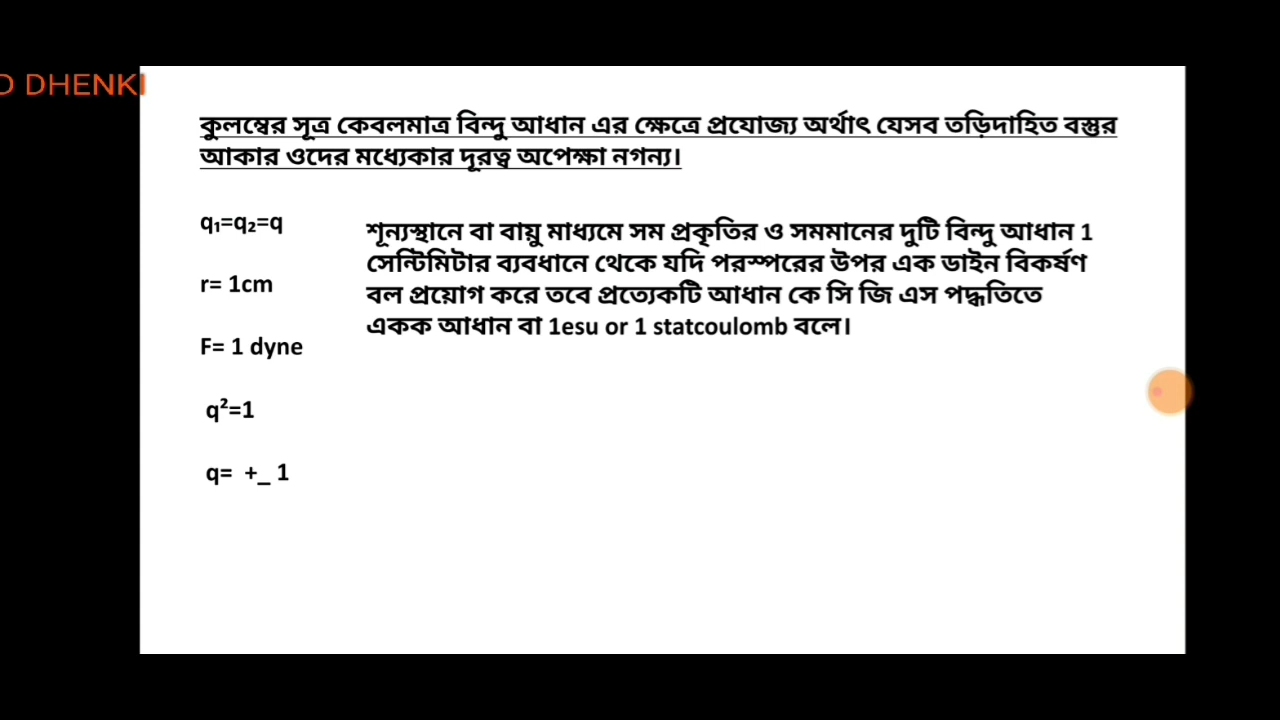 O DHENKI
কুলম্বের সূত্র কেবলমাত্র বিন্দু আধান এর ক্ষেত্রে প্রযোজ্য অর্থাৎ যেসব তড়িদাহিত বস্তুর
আকার ওদের মধ্যেকার দূরত্ব অপেক্ষা নগন্য।
q₁=q₂=q
r= 1cm
F= 1 dyne
q²=1
q= +_ 1
শূন্যস্থানে বা বায়ু মাধ্যমে সম প্রকৃতির ও সমমানের দুটি বিন্দু আধান 1
সেন্টিমিটার ব্যবধানে থেকে যদি পরস্পরের উপর এক ডাইন বিকর্ষণ
বল প্রয়োগ করে তবে প্রত্যেকটি আধান কে সি জি এস পদ্ধতিতে
একক আধান বা 1esu or 1 statcoulomb বলে।